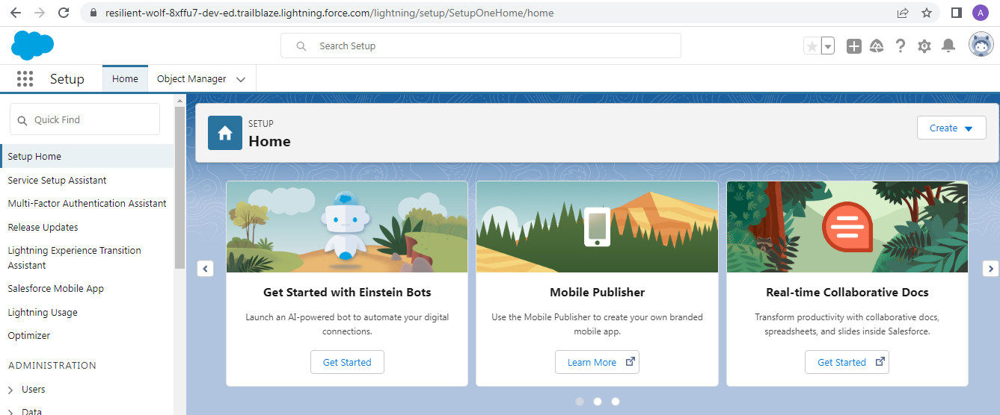 resilient-wolf-8xffu7-dev-ed.trailblaze.lightning.force.com/lightning/setup/SetupOneHome/home
A
Search Setup
Setup
Home
Object Manager
Quick Find
Setup Home
Service Setup Assistant
Multi-Factor Authentication Assistant
Release Updates
Lightning Experience Transition
Assistant
Salesforce Mobile App
Lightning Usage
Optimizer
ADMINISTRATION
Users
Data
SETUP
Home
Create
Get Started with Einstein Bots
Launch an AI-powered bot to automate your digital
connections.
Get Started
Mobile Publisher
Use the Mobile Publisher to create your own branded
mobile app.
Learn More
Real-time Collaborative Docs
Transform productivity with collaborative docs,
spreadsheets, and slides inside Salesforce.
Get Started